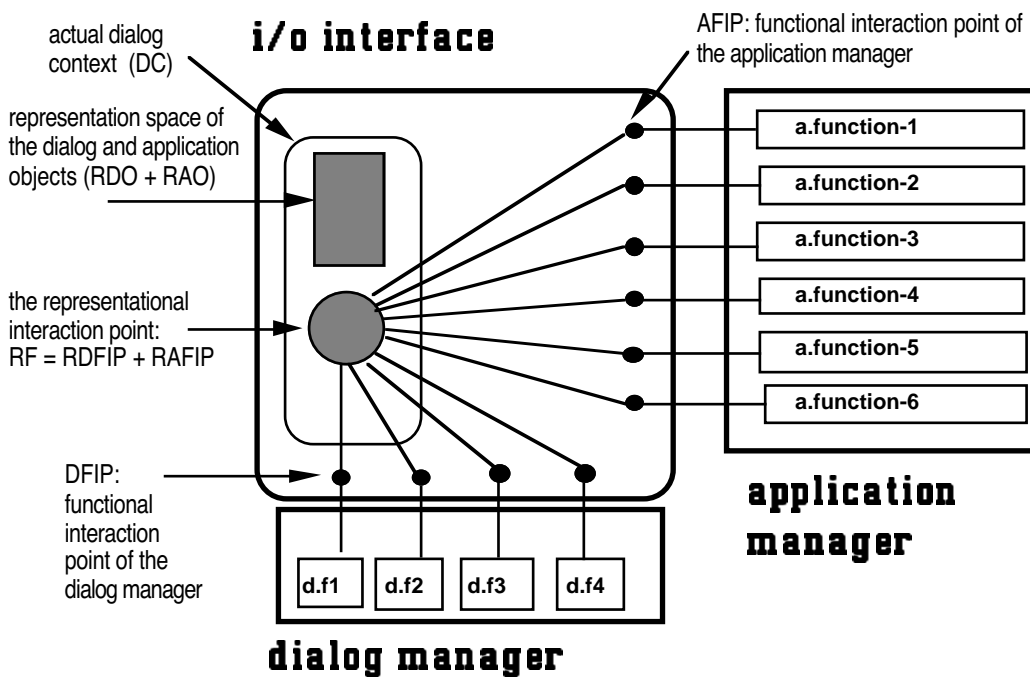 actual dialog
context (DC)
i/o interface
AFIP: functional interaction point of
the application manager
representation space of
the dialog and application
objects (RDO + RAO)
the representational
interaction point:
RF = RDFIP + RAFIP
DFIP:
functional
interaction
point of the
dialog manager
a.function-1
a.function-2
a.function-3
a.function-4
a.function-5
a.function-6
application
manager
d.f1
d.f2
d.f3
d.f4
dialog manager